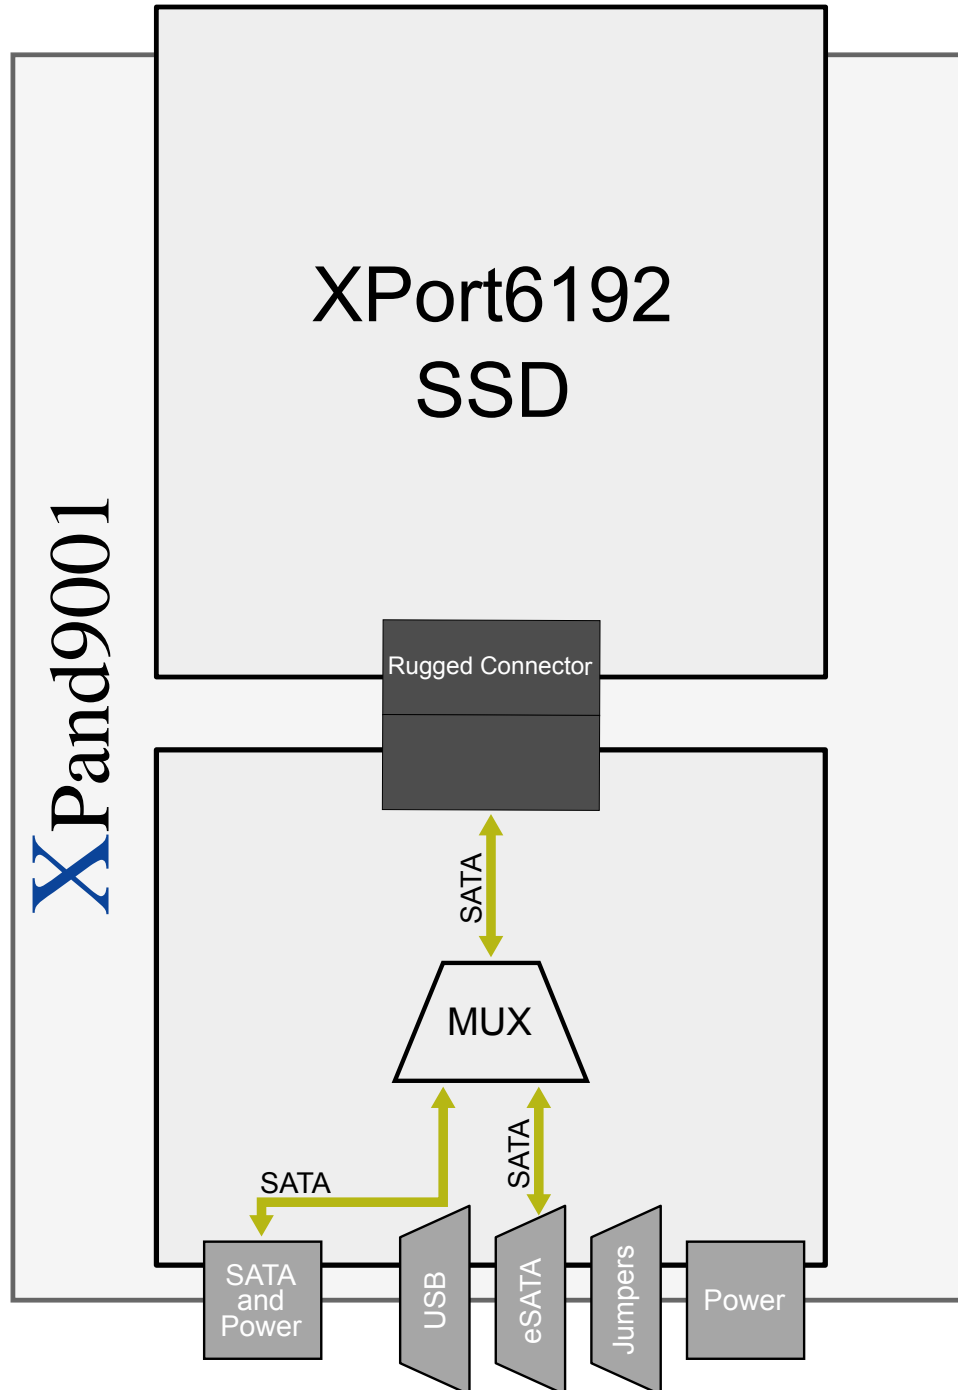 XPort6192
SSD
XPand9001
Rugged Connector
SATA
MUX
SATA
SATA
SATA
and
Power
USB
eSATA
Jumpers
Power